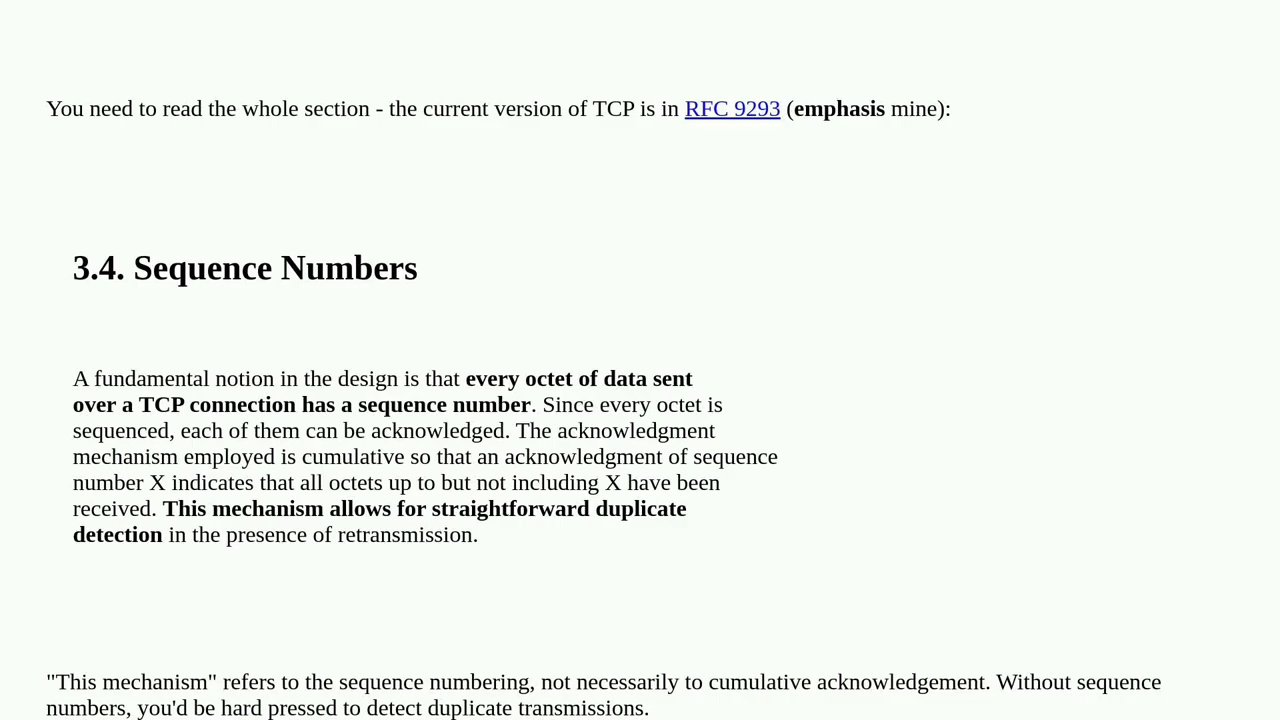 You need to read the whole section - the current version of TCP is in RFC 9293 (emphasis mine):
3.4. Sequence Numbers
A fundamental notion in the design is that every octet of data sent
over a TCP connection has a sequence number. Since every octet is
sequenced, each of them can be acknowledged. The acknowledgment
mechanism employed is cumulative so that an acknowledgment of sequence
number X indicates that all octets up to but not including X have been
received. This mechanism allows for straightforward duplicate
detection in the presence of retransmission.
"This mechanism" refers to the sequence numbering, not necessarily to cumulative acknowledgement. Without sequence
numbers, you'd be hard pressed to detect duplicate transmissions.